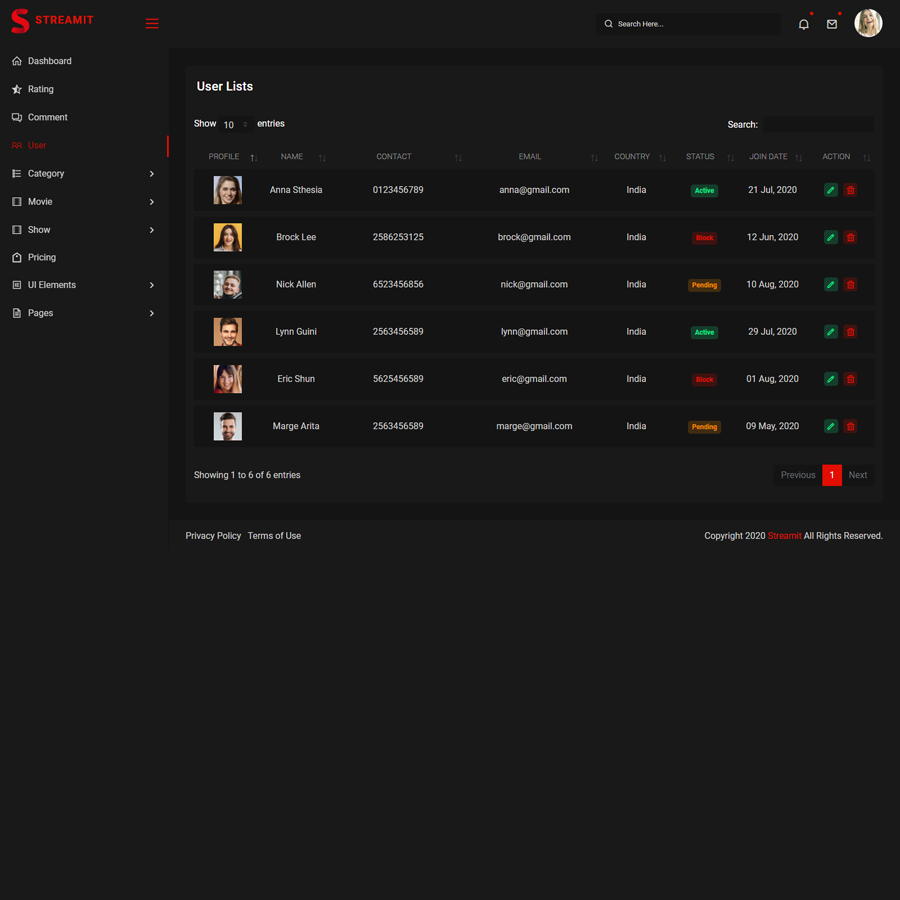 STREAMIT
Search Here...
Dashboard
Rating
Comment
User
Category
Movie
Show
Pricing
UI Elements
Pages
User Lists
Show 10 entries
Search:
PROFILE NAME CONTACT EMAIL COUNTRY STATUS JOIN DATE ACTION
Anna Sthesia 0123456789 anna@gmail.com India Active 21 Jul, 2020
Brock Lee 2586253125 brock@gmail.com India Block 12 Jun, 2020
Nick Allen 6523456856 nick@gmail.com India Pending 10 Aug, 2020
Lynn Guini 2563456589 lynn@gmail.com India Active 29 Jul, 2020
Eric Shun 5625456589 eric@gmail.com India Block 01 Aug, 2020
Marge Arita 2563456589 marge@gmail.com India Pending 09 May, 2020
Showing 1 to 6 of 6 entries
Previous 1 Next
Privacy Policy Terms of Use
Copyright 2020 Streamit All Rights Reserved.